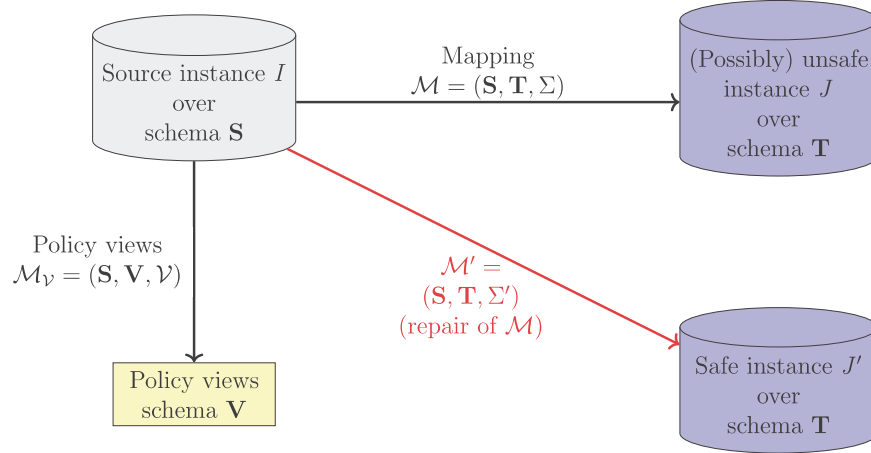 Source instance I
over
schema S
Mapping
M = (S, T, Σ)
(Possibly) unsafe
instance J
over
schema T
Policy views
M_V = (S, V, V)
M′ =
(S, T, Σ′)
(repair of M)
Policy views
schema V
Safe instance J′
over
schema T